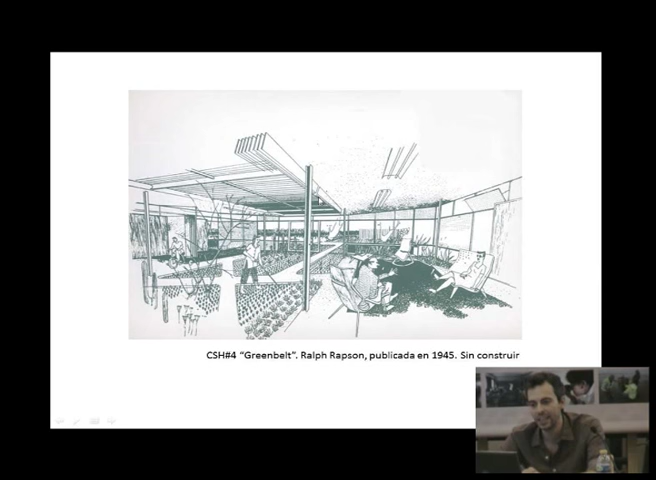 CSH#4 “Greenbelt”. Ralph Rapson, publicada en 1945. Sin construir